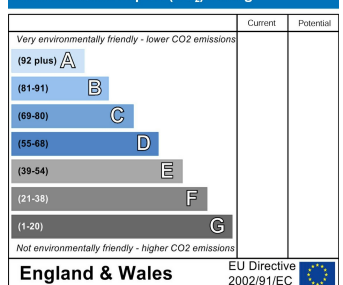 Current Potential
Very environmentally friendly - lower CO2 emissions
(92 plus) A
(81-91) B
(69-80) C
(55-68) D
(39-54) E
(21-38) F
(1-20) G
Not environmentally friendly - higher CO2 emissions
England & Wales
EU Directive
2002/91/EC